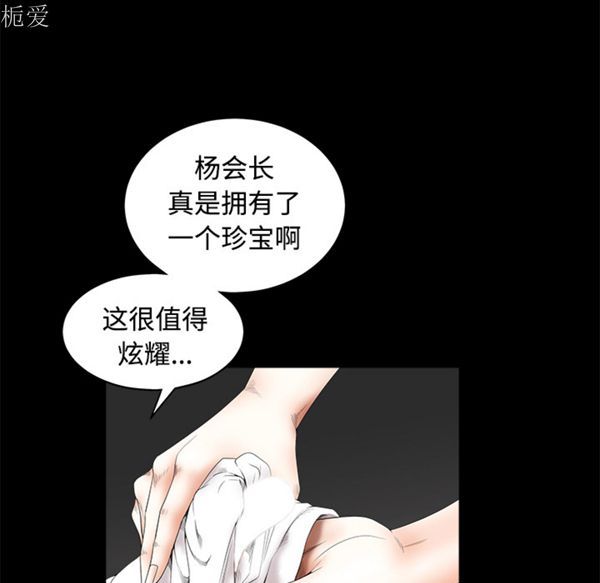 栀爱
杨会长
真是拥有了
一个珍宝啊
这很值得
炫耀...